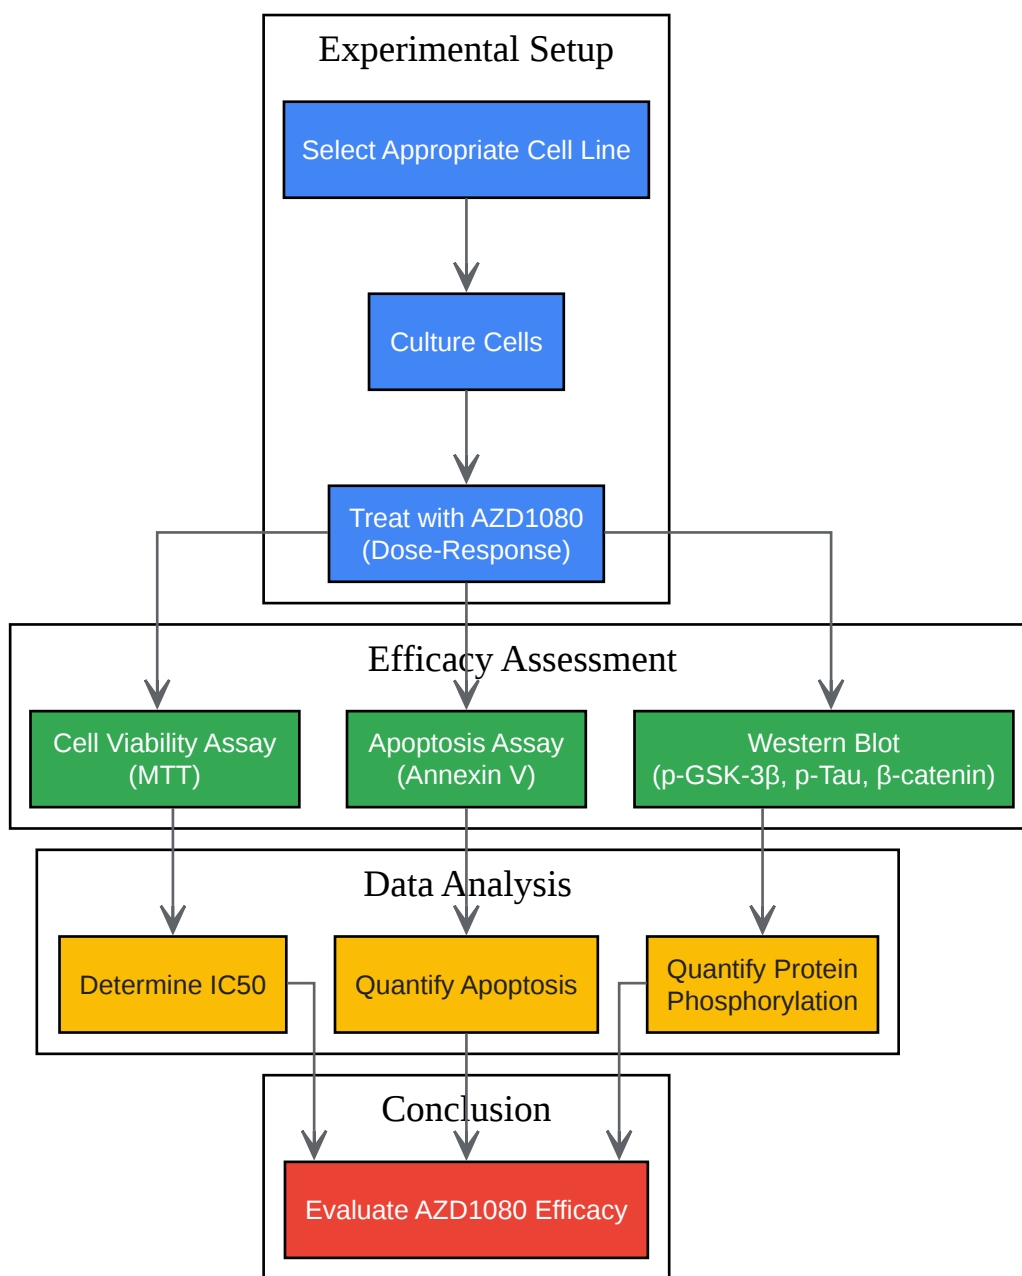 Experimental Setup
Select Appropriate Cell Line
Culture Cells
Treat with AZD1080
(Dose-Response)
Efficacy Assessment
Cell Viability Assay
(MTT)
Apoptosis Assay
(Annexin V)
Western Blot
(p-GSK-3β, p-Tau, β-catenin)
Data Analysis
Determine IC50
Quantify Apoptosis
Quantify Protein
Phosphorylation
Conclusion
Evaluate AZD1080 Efficacy